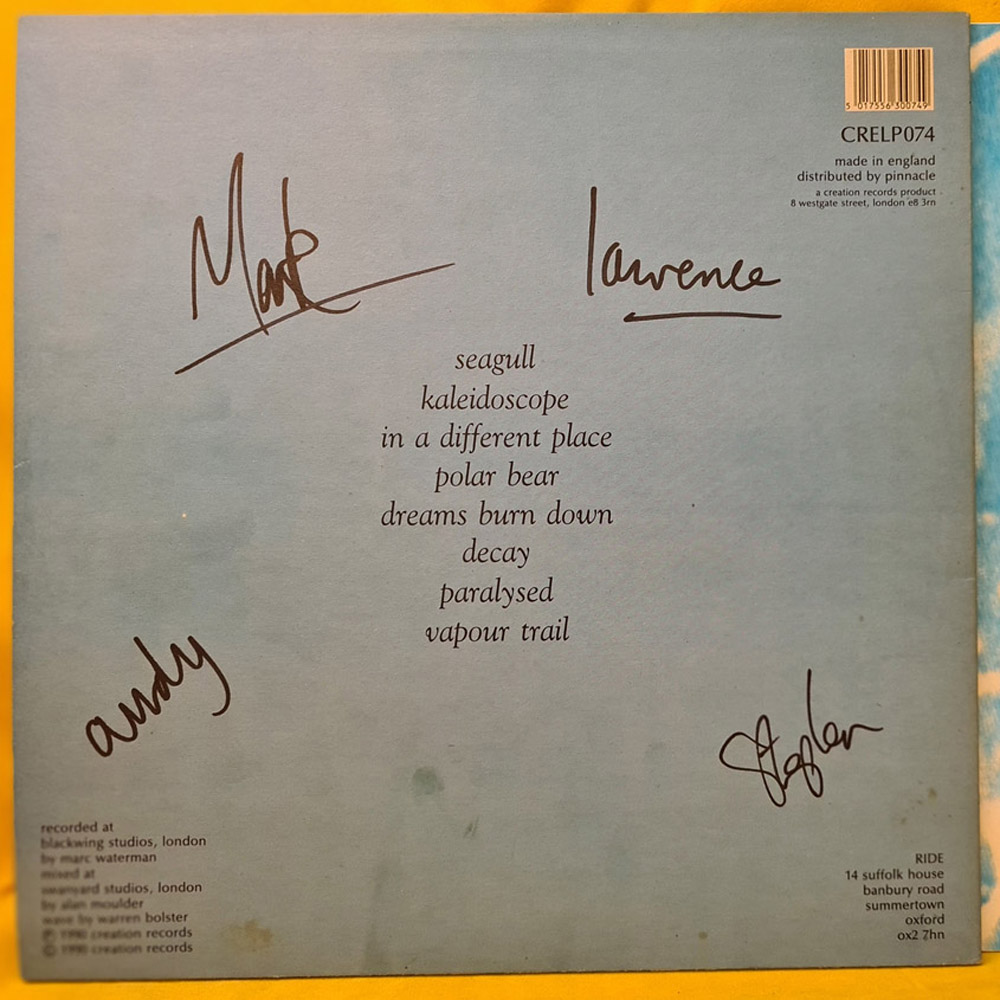 5 017556 300749
CRELP074
made in england
distributed by pinnacle
a creation records product
8 westgate street, london e8 3rn
Mark
lawrence
seagull
kaleidoscope
in a different place
polar bear
dreams burn down
decay
paralysed
vapour trail
andy
Stephen
recorded at
blackwing studios, london
by marc waterman
mixed at
swanyard studios, london
by alan moulder
wave by warren bolster
℗ 1990 creation records
© 1990 creation records
RIDE
14 suffolk house
banbury road
summertown
oxford
ox2 7hn